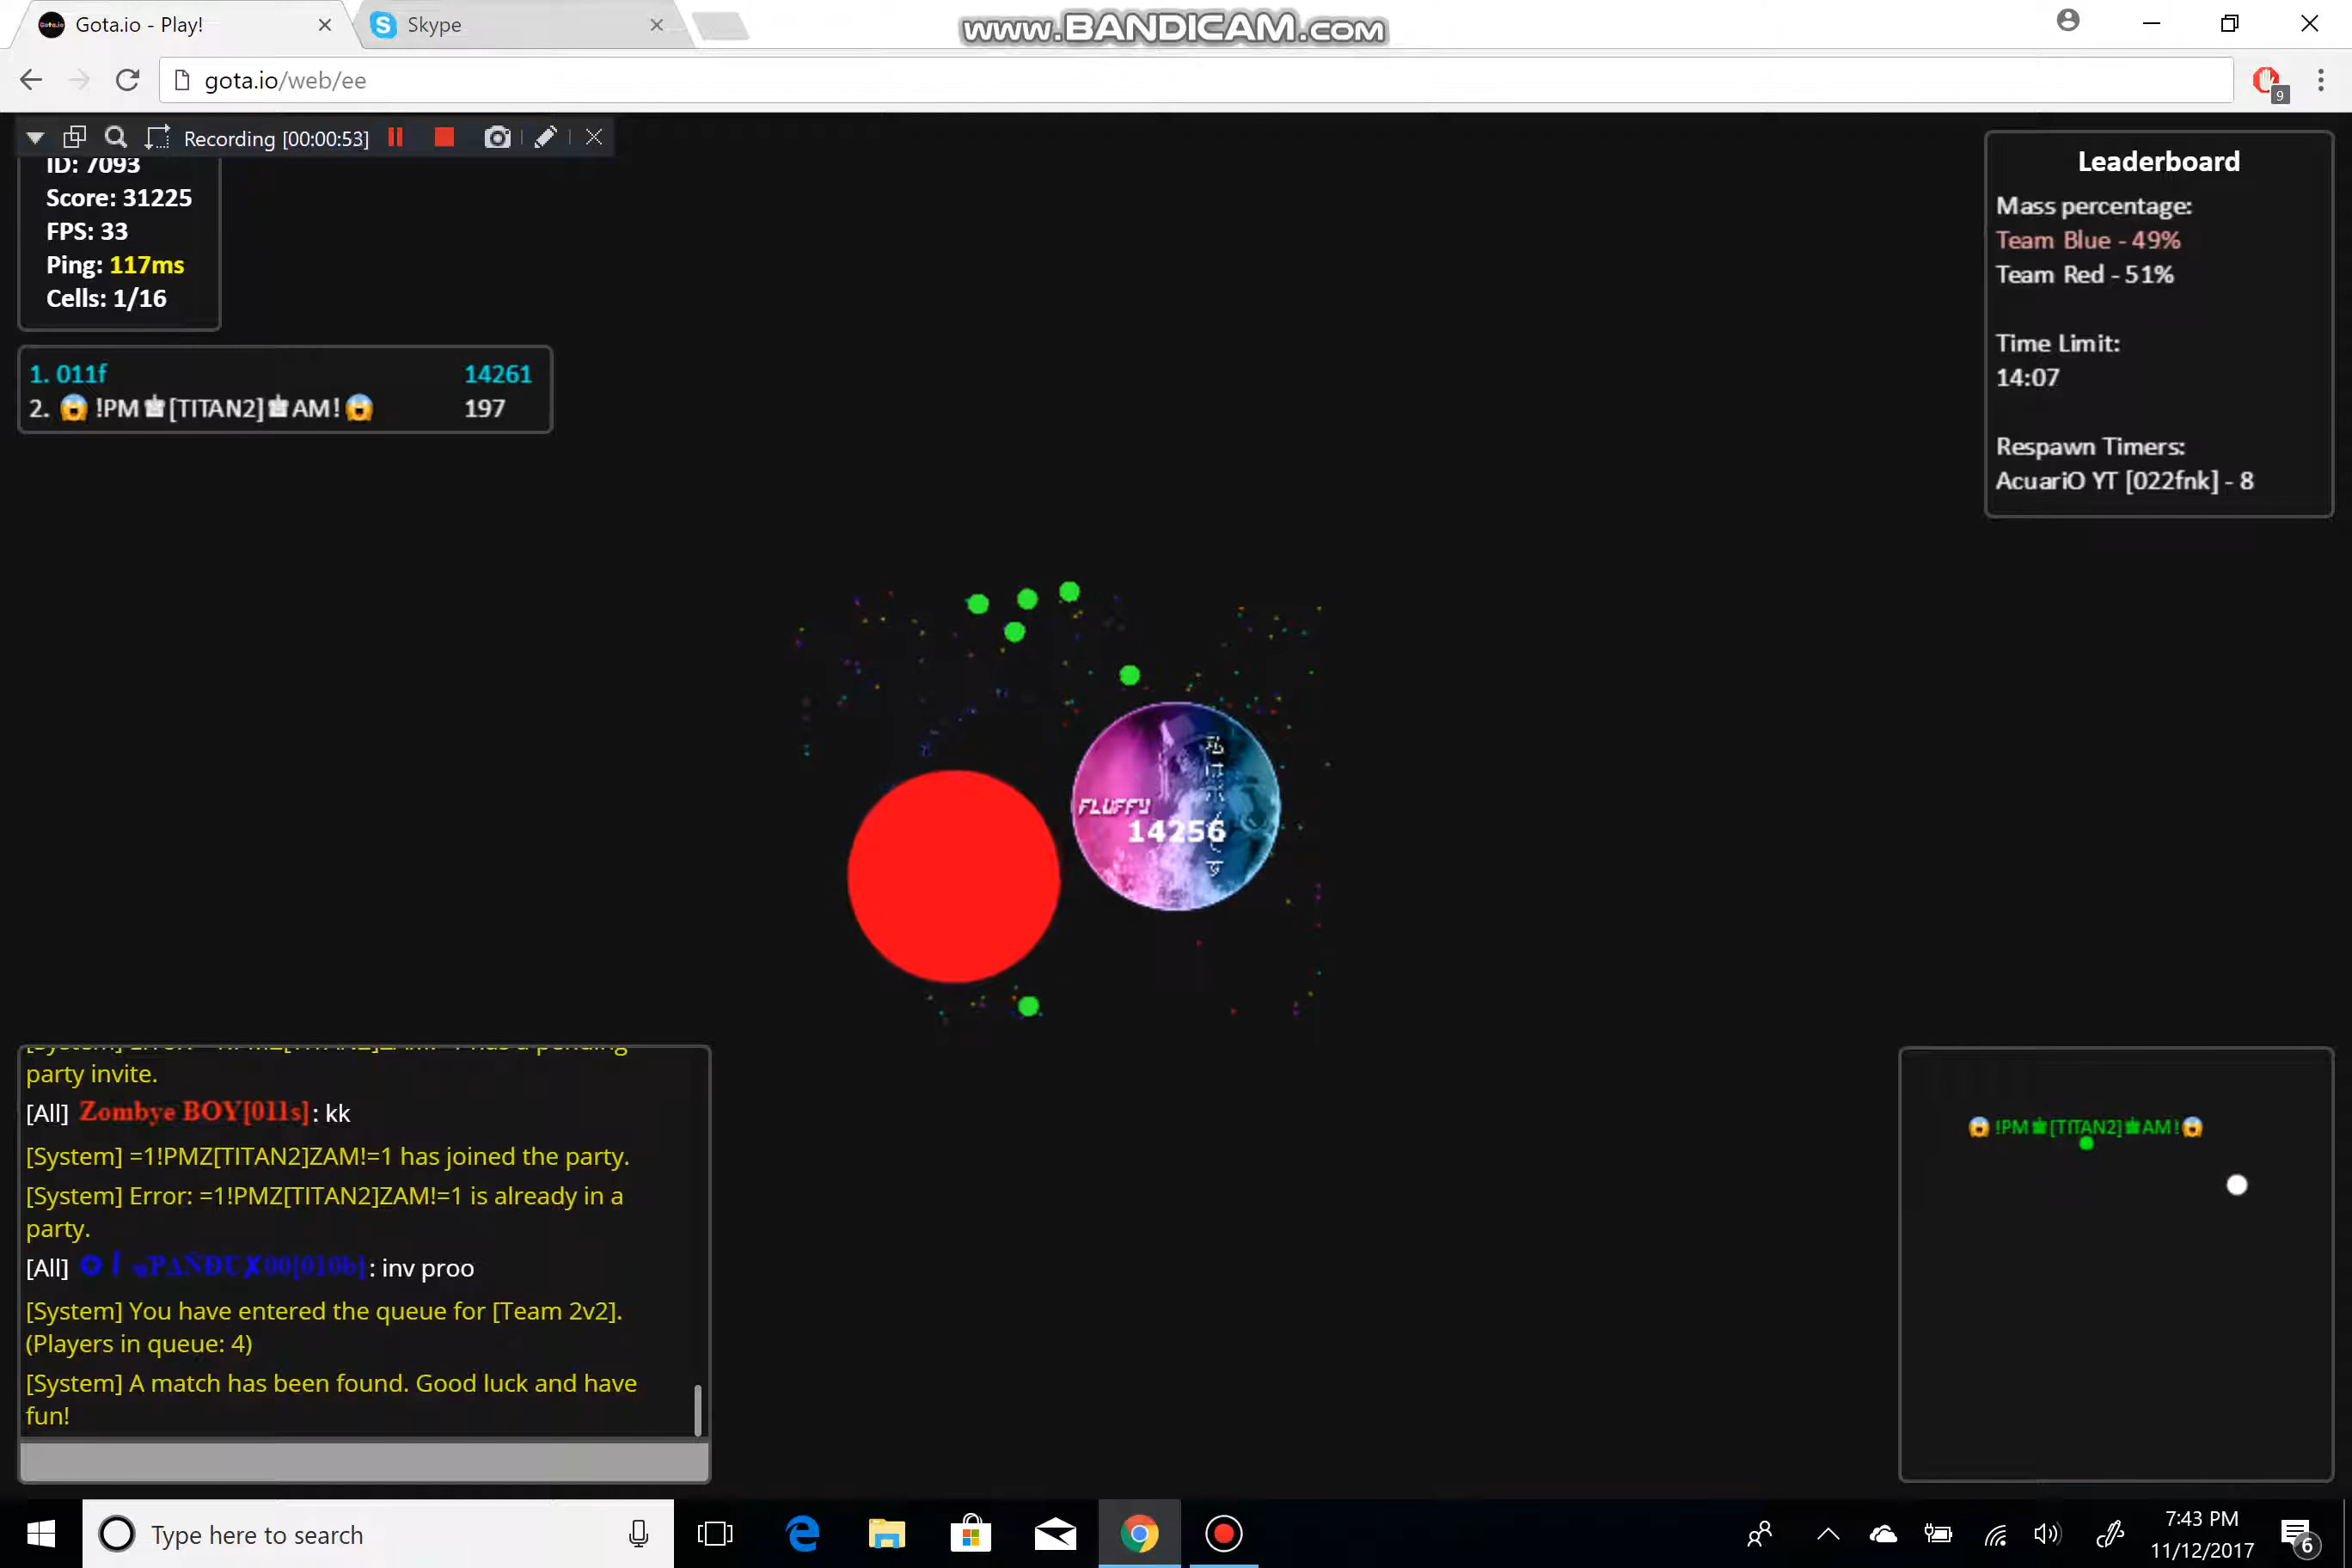 Gota.io - Play!
Skype
www.BANDICAM.com
gota.io/web/ee
9
Recording [00:00:53]
ID: 7093
Score: 31225
FPS: 33
Ping: 117ms
Cells: 1/16
1. 011f 14261
2. 😱 !PM♚[TITAN2]♚AM!😱 197
Leaderboard
Mass percentage:
Team Blue - 49%
Team Red - 51%
Time Limit:
14:07
Respawn Timers:
AcuariO YT [022fnk] - 8
FLUFFY
14256
party invite.
[All] Zombye BOY[011s]: kk
[System] =1!PMZ[TITAN2]ZAM!=1 has joined the party.
[System] Error: =1!PMZ[TITAN2]ZAM!=1 is already in a
party.
[All] : inv proo
[System] You have entered the queue for [Team 2v2].
(Players in queue: 4)
[System] A match has been found. Good luck and have
fun!
😱 !PM♚[TITAN2]♚AM!😱
Type here to search
7:43 PM
11/12/2017
6